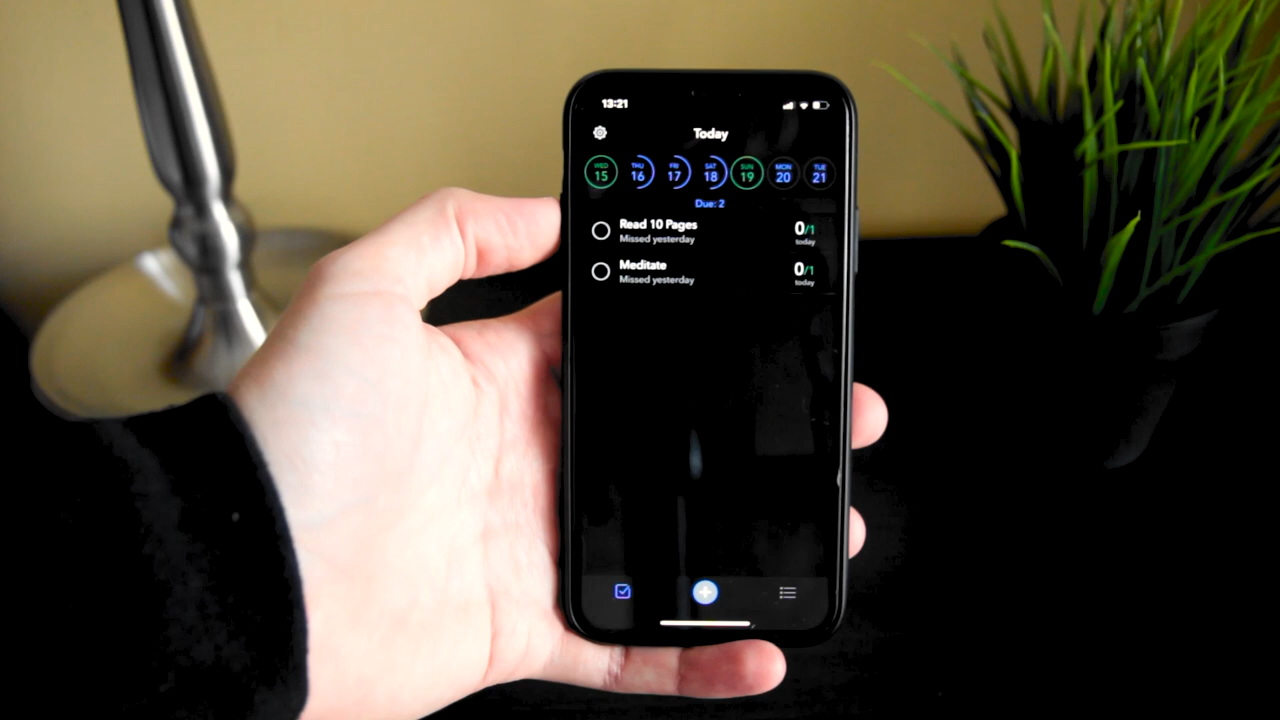 13:21
Today
WED THU FRI SAT SUN MON TUE
15 16 17 18 19 20 21
Due: 2
Read 10 Pages 0/1
Missed yesterday today
Meditate 0/1
Missed yesterday today